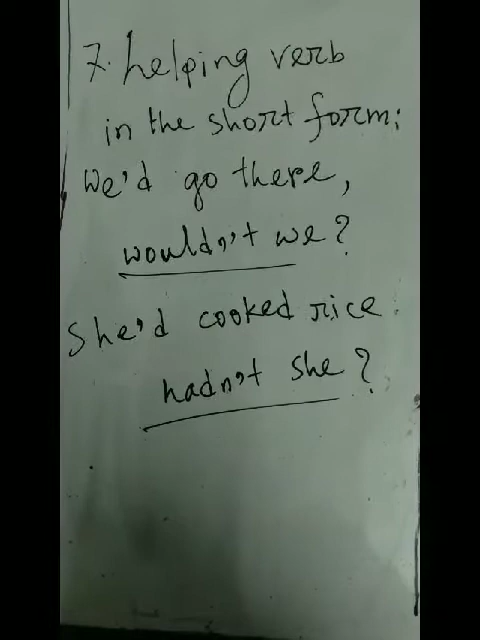 7. helping verb
in the short form:
We'd go there,
wouldn't we?
She'd cooked rice.
hadn't she?